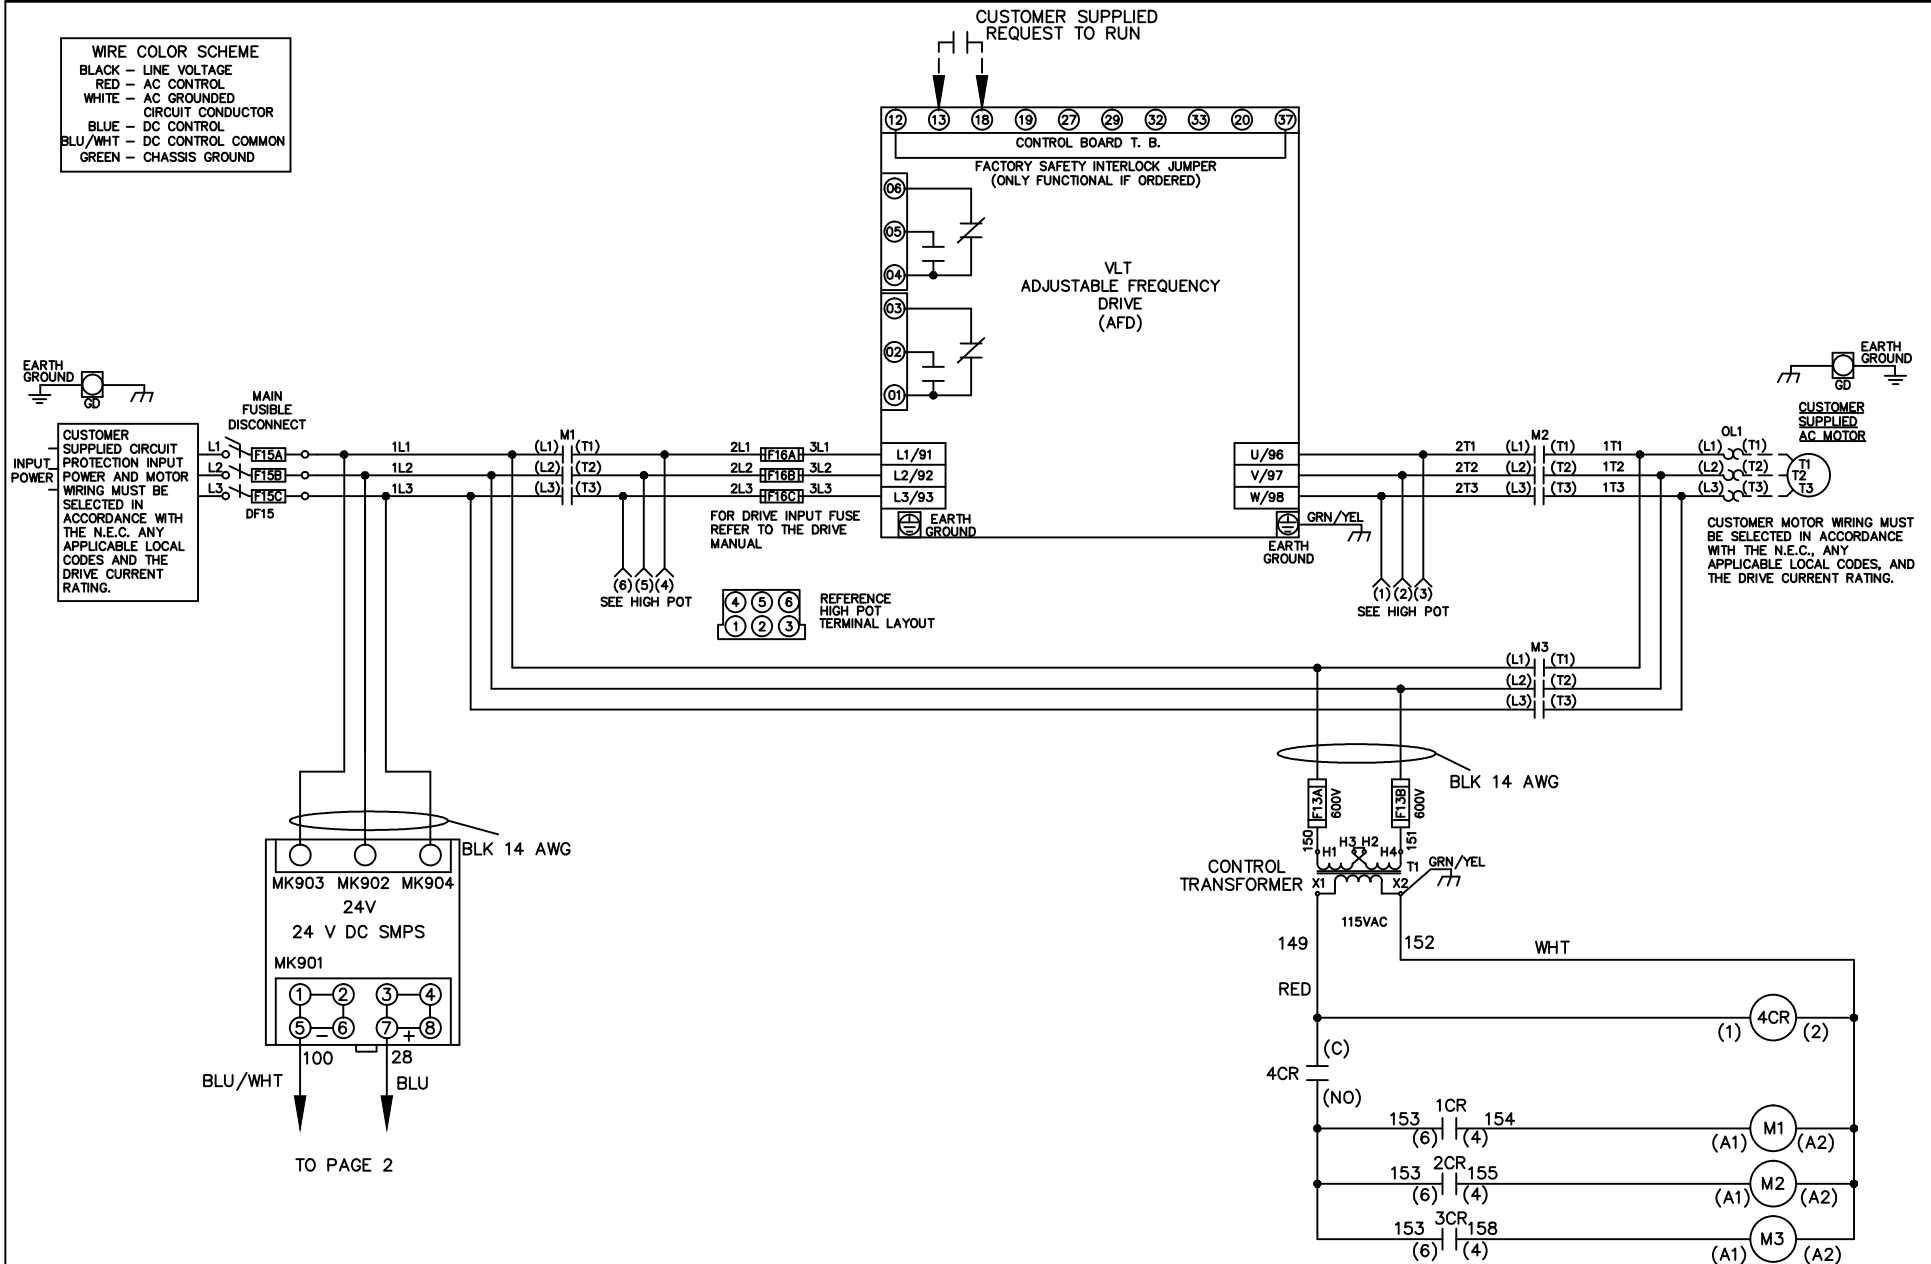 CUSTOMER SUPPLIED
REQUEST TO RUN
WIRE COLOR SCHEME
BLACK – LINE VOLTAGE
RED – AC CONTROL
WHITE – AC GROUNDED
CIRCUIT CONDUCTOR
BLUE – DC CONTROL
BLU/WHT – DC CONTROL COMMON
GREEN – CHASSIS GROUND
12 13 18 19 27 29 32 33 20 37
CONTROL BOARD T. B.
FACTORY SAFETY INTERLOCK JUMPER
(ONLY FUNCTIONAL IF ORDERED)
06
05
04
03
02
01
VLT
ADJUSTABLE FREQUENCY
DRIVE
(AFD)
EARTH
GROUND
GD
MAIN
FUSIBLE
DISCONNECT
INPUT
POWER
CUSTOMER
SUPPLIED CIRCUIT
PROTECTION INPUT
POWER AND MOTOR
WIRING MUST BE
SELECTED IN
ACCORDANCE WITH
THE N.E.C. ANY
APPLICABLE LOCAL
CODES AND THE
DRIVE CURRENT
RATING.
L1 F15A 1L1 (L1) M1 (T1) 2L1 F16A 3L1 L1/91
L2 F15B 1L2 (L2) (T2) 2L2 F16B 3L2 L2/92
L3 F15C 1L3 (L3) (T3) 2L3 F16C 3L3 L3/93
DF15
FOR DRIVE INPUT FUSE
REFER TO THE DRIVE
MANUAL
EARTH
GROUND
(6) (5) (4)
SEE HIGH POT
4 5 6
1 2 3
REFERENCE
HIGH POT
TERMINAL LAYOUT
EARTH
GROUND
GD
CUSTOMER
SUPPLIED
AC MOTOR
U/96 2T1 (L1) M2 (T1) 1T1 (L1) OL1 (T1) T1
V/97 2T2 (L2) (T2) 1T2 (L2) (T2) T2
W/98 2T3 (L3) (T3) 1T3 (L3) (T3) T3
GRN/YEL
EARTH
GROUND
(1) (2) (3)
SEE HIGH POT
CUSTOMER MOTOR WIRING MUST
BE SELECTED IN ACCORDANCE
WITH THE N.E.C., ANY
APPLICABLE LOCAL CODES, AND
THE DRIVE CURRENT RATING.
M3
(L1) (T1)
(L2) (T2)
(L3) (T3)
BLK 14 AWG
MK903 MK902 MK904
24V
24 V DC SMPS
MK901
1 2 3 4
5 – 6 7 + 8
100 28
BLU/WHT BLU
TO PAGE 2
BLK 14 AWG
F13A 600V F13B 600V
150 151
H1 H3 H2 H4
T1
GRN/YEL
CONTROL
TRANSFORMER
X1 X2
115VAC
149 152 WHT
RED
(1) 4CR (2)
(C)
4CR
(NO)
153 1CR 154
(6) (4) (A1) M1 (A2)
153 2CR 155
(6) (4) (A1) M2 (A2)
153 3CR 158
(6) (4) (A1) M3 (A2)